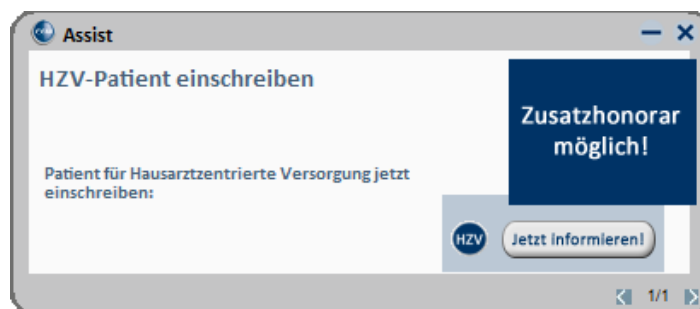 Assist
HZV-Patient einschreiben
Zusatzhonorar
möglich!
Patient für Hausarztzentrierte Versorgung jetzt
einschreiben:
HZV
Jetzt informieren!
1/1